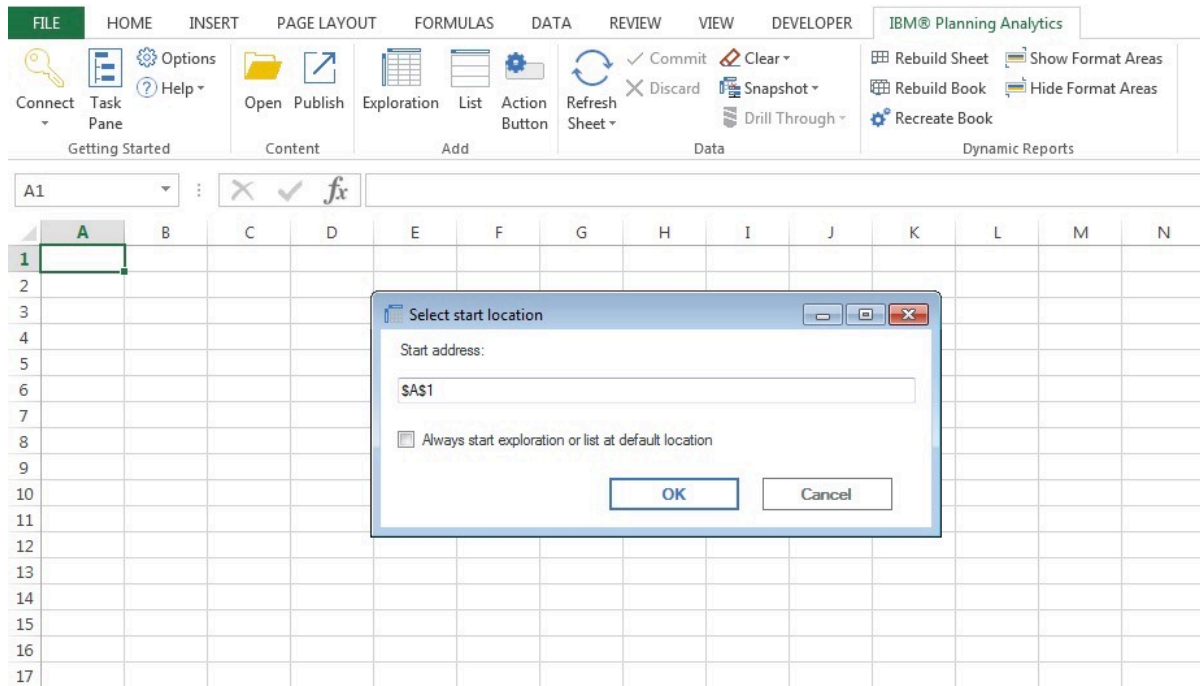 FILE HOME INSERT PAGE LAYOUT FORMULAS DATA REVIEW VIEW DEVELOPER IBM® Planning Analytics
Connect
Task
Pane
Options
Help
Getting Started
Open
Publish
Content
Exploration
List
Action
Button
Add
Refresh
Sheet
Commit
Discard
Clear
Snapshot
Drill Through
Data
Rebuild Sheet
Rebuild Book
Recreate Book
Show Format Areas
Hide Format Areas
Dynamic Reports
A1 fx
A B C D E F G H I J K L M N
1
2
3
4
5
6
7
8
9
10
11
12
13
14
15
16
17
Select start location
Start address:
$A$1
Always start exploration or list at default location
OK Cancel